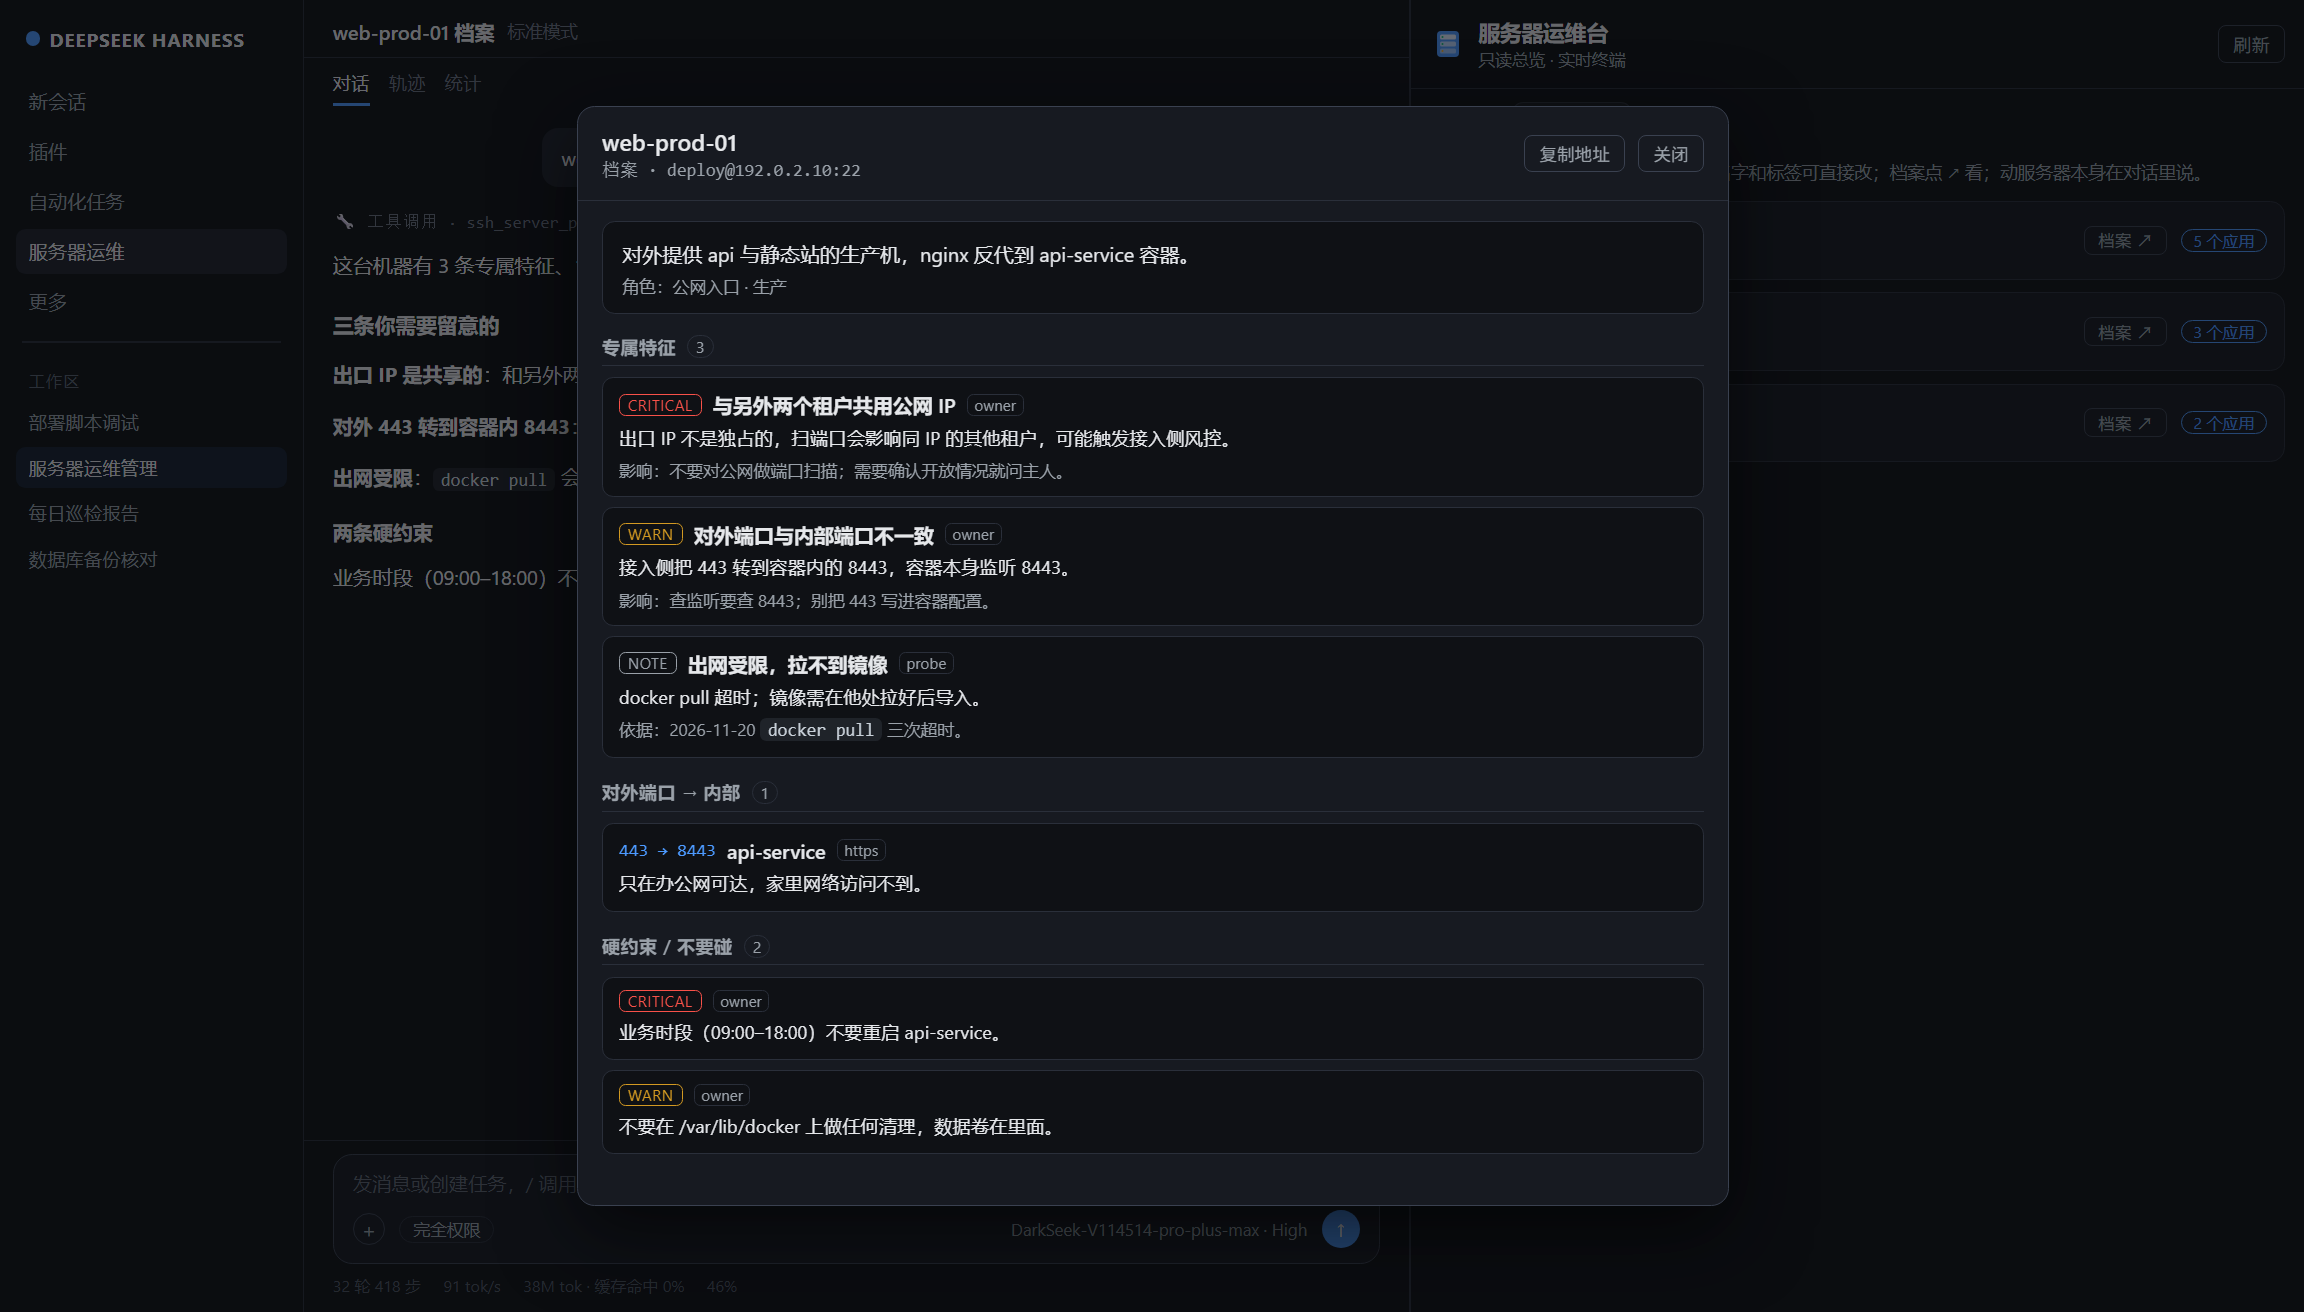 DEEPSEEK HARNESS
新会话
插件
自动化任务
服务器运维
更多
工作区
部署脚本调试
服务器运维管理
每日巡检报告
数据库备份核对
web-prod-01 档案 标准模式
对话 轨迹 统计
w
工具调用 · ssh_server_p
这台机器有 3 条专属特征、
三条你需要留意的
出口 IP 是共享的：和另外两
对外 443 转到容器内 8443：
出网受限： docker pull 会
两条硬约束
业务时段（09:00–18:00）不
发消息或创建任务，/ 调用
+ 完全权限
DarkSeek-V114514-pro-plus-max · High ↑
32 轮 418 步 91 tok/s 38M tok · 缓存命中 0% 46%
web-prod-01
档案 · deploy@192.0.2.10:22
复制地址 关闭
对外提供 api 与静态站的生产机，nginx 反代到 api-service 容器。
角色：公网入口 · 生产
专属特征 3
CRITICAL 与另外两个租户共用公网 IP owner
出口 IP 不是独占的，扫端口会影响同 IP 的其他租户，可能触发接入侧风控。
影响：不要对公网做端口扫描；需要确认开放情况就问主人。
WARN 对外端口与内部端口不一致 owner
接入侧把 443 转到容器内的 8443，容器本身监听 8443。
影响：查监听要查 8443；别把 443 写进容器配置。
NOTE 出网受限，拉不到镜像 probe
docker pull 超时；镜像需在他处拉好后导入。
依据：2026-11-20 docker pull 三次超时。
对外端口 → 内部 1
443 → 8443 api-service https
只在办公网可达，家里网络访问不到。
硬约束 / 不要碰 2
CRITICAL owner
业务时段（09:00–18:00）不要重启 api-service。
WARN owner
不要在 /var/lib/docker 上做任何清理，数据卷在里面。
服务器运维台
只读总览 · 实时终端
刷新
字和标签可直接改；档案点 ↗ 看；动服务器本身在对话里说。
档案 ↗ 5 个应用
档案 ↗ 3 个应用
档案 ↗ 2 个应用